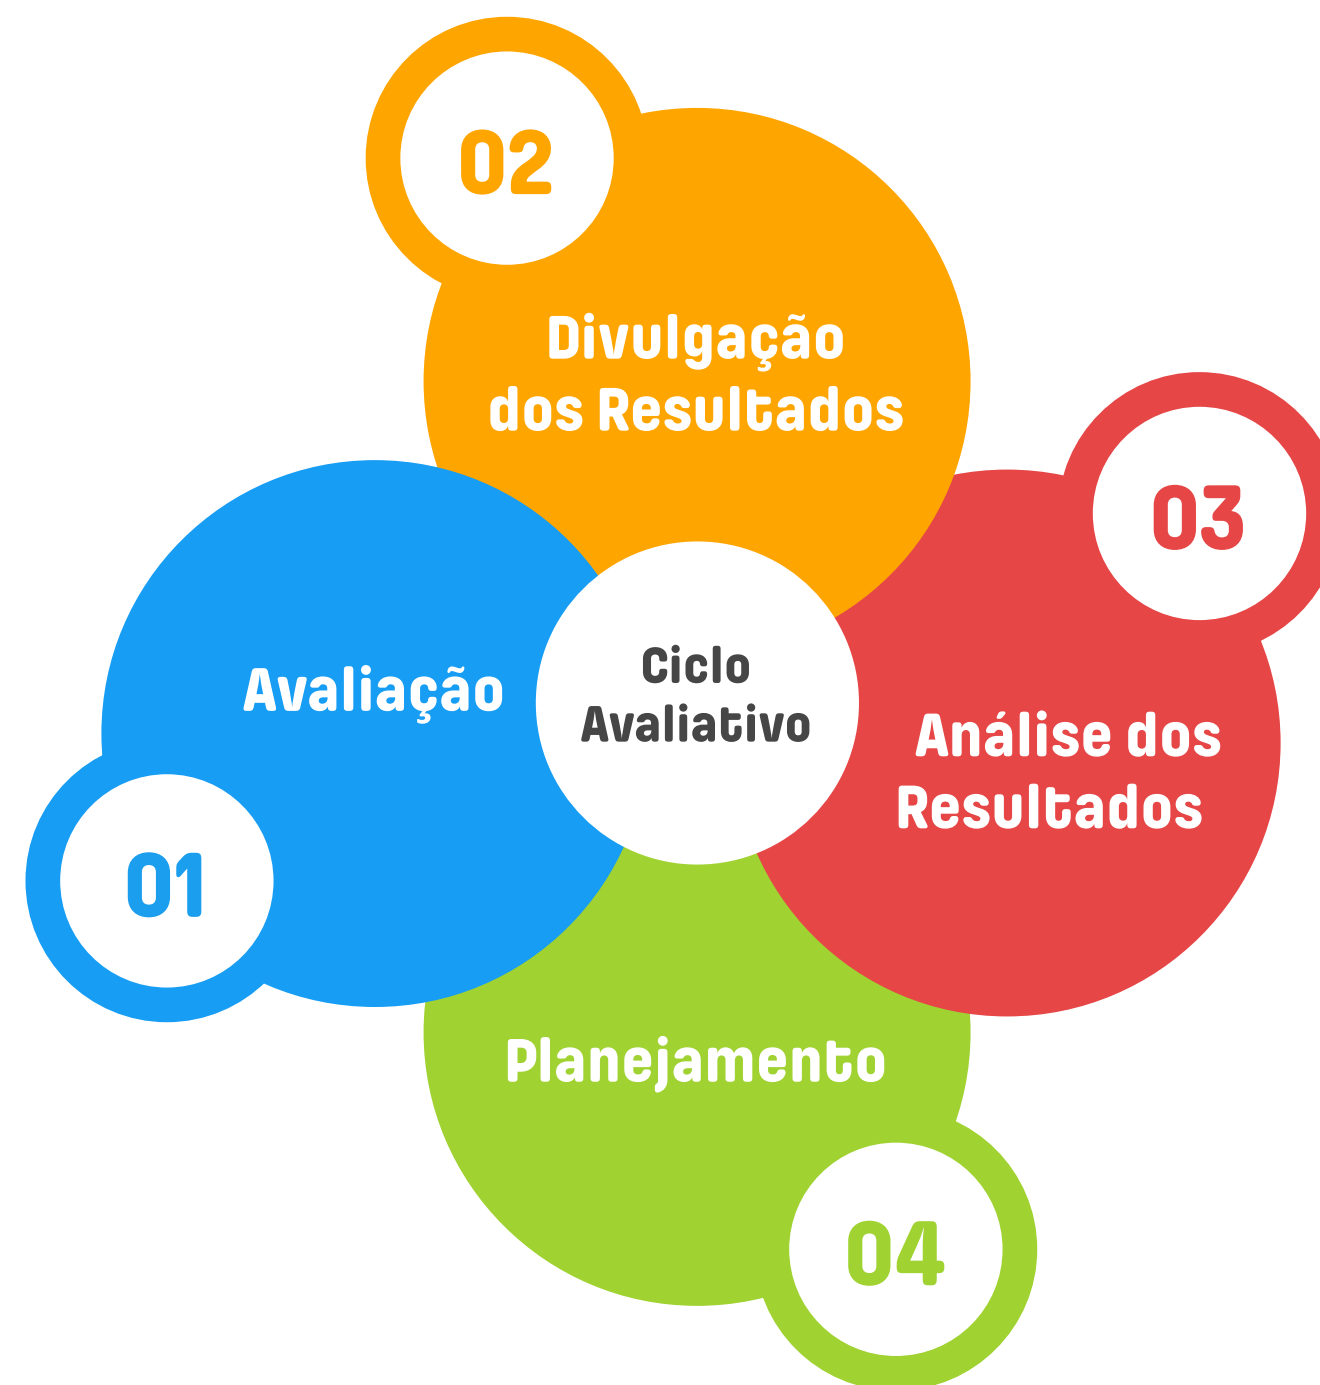 02
Divulgação
dos Resultados
03
Ciclo
Avaliativo
Avaliação
Análise dos
Resultados
01
Planejamento
04